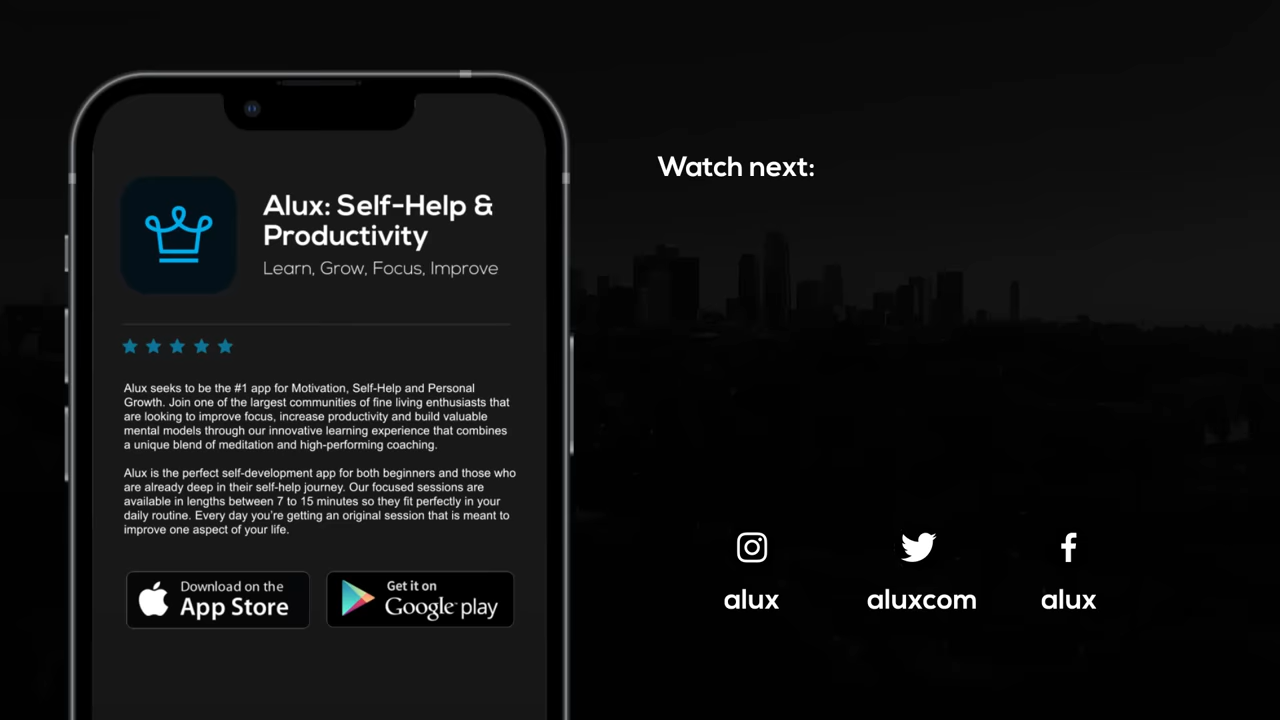 Alux: Self-Help &
Productivity
Learn, Grow, Focus, Improve
Alux seeks to be the #1 app for Motivation, Self-Help and Personal
Growth. Join one of the largest communities of fine living enthusiasts that
are looking to improve focus, increase productivity and build valuable
mental models through our innovative learning experience that combines
a unique blend of meditation and high-performing coaching.
Alux is the perfect self-development app for both beginners and those who
are already deep in their self-help journey. Our focused sessions are
available in lengths between 7 to 15 minutes so they fit perfectly in your
daily routine. Every day you're getting an original session that is meant to
improve one aspect of your life.
Download on the
App Store
Get it on
Google play
Watch next:
alux
aluxcom
alux